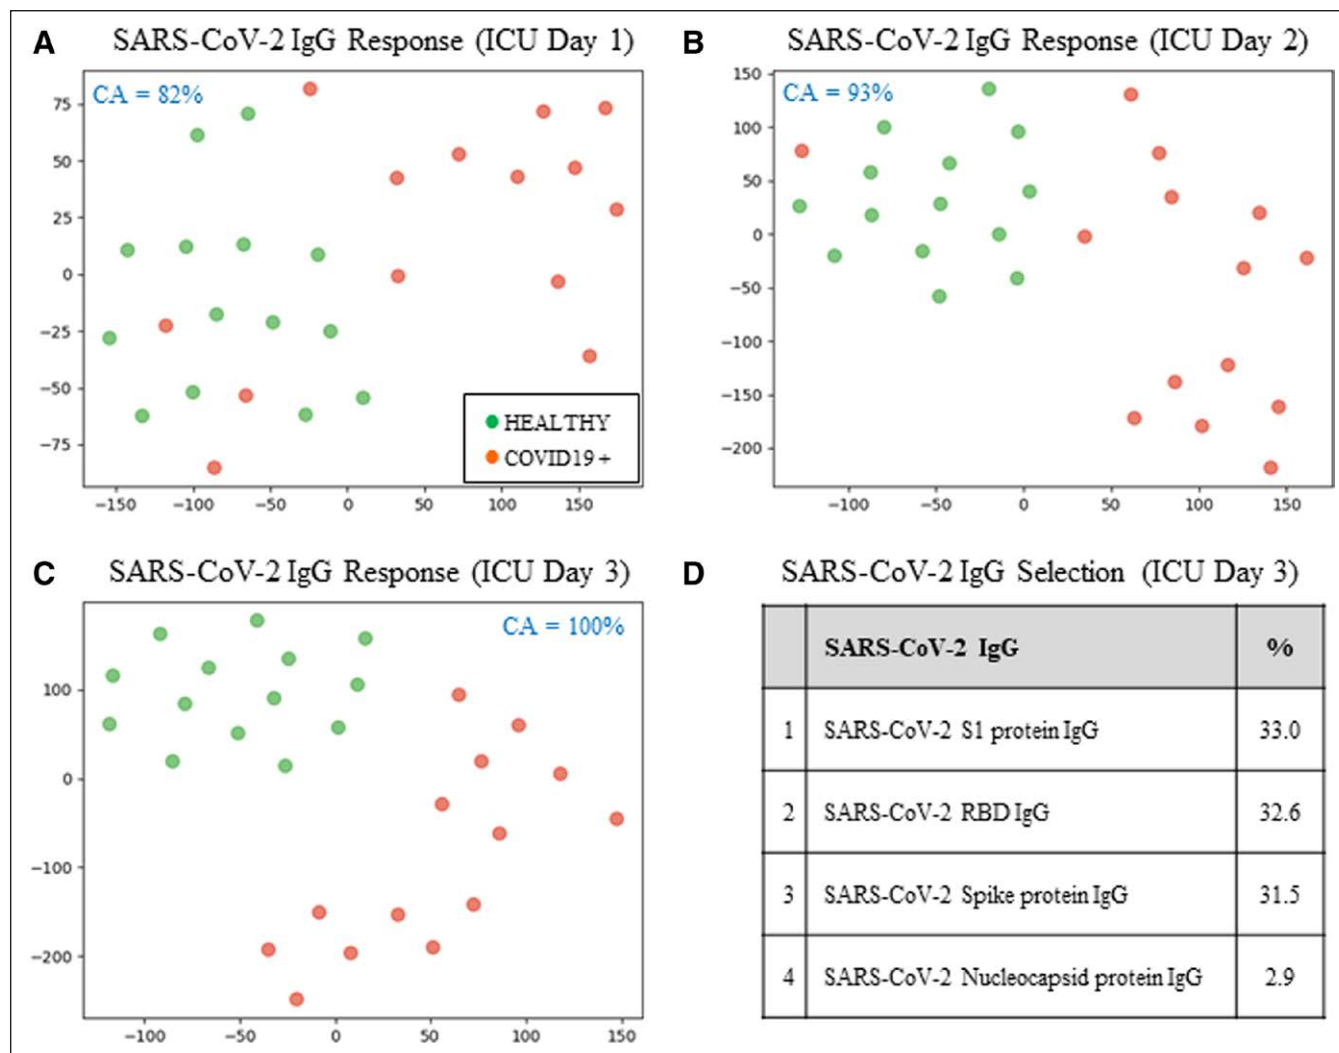 A SARS-CoV-2 IgG Response (ICU Day 1)
CA = 82%
75
50
25
0
−25
−50
−75
−150 −100 −50 0 50 100 150
HEALTHY
COVID19 +
B SARS-CoV-2 IgG Response (ICU Day 2)
CA = 93%
150
100
50
0
−50
−100
−150
−200
−100 −50 0 50 100 150
C SARS-CoV-2 IgG Response (ICU Day 3)
CA = 100%
100
0
−100
−200
−100 −50 0 50 100 150
D SARS-CoV-2 IgG Selection (ICU Day 3)
SARS-CoV-2 IgG %
1 SARS-CoV-2 S1 protein IgG 33.0
2 SARS-CoV-2 RBD IgG 32.6
3 SARS-CoV-2 Spike protein IgG 31.5
4 SARS-CoV-2 Nucleocapsid protein IgG 2.9